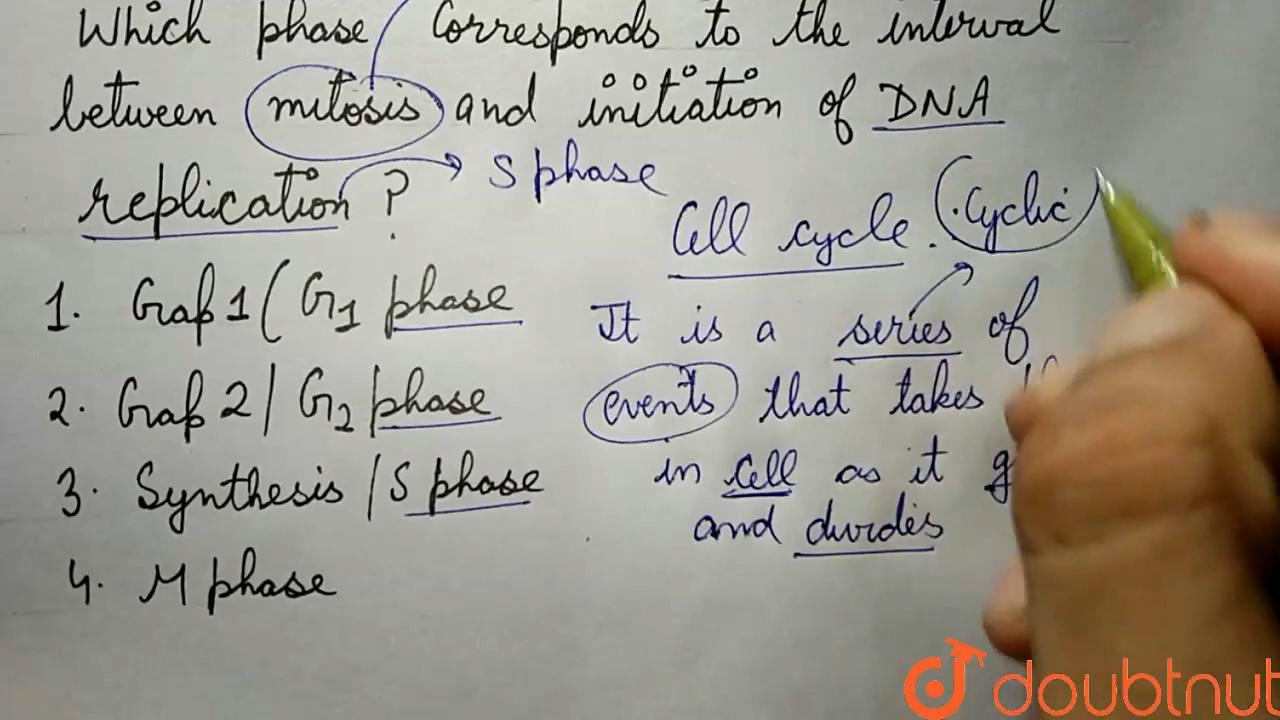 Which phase corresponds to the interval
between mitosis and initiation of DNA
replication ? → S phase
1. Gap 1 ( G1 phase
2. Gap 2 / G2 phase
3. Synthesis / S phase
4. M phase
Cell cycle. (Cyclic)
It is a series of
events that takes
in cell as it g
and divides
doubtnut